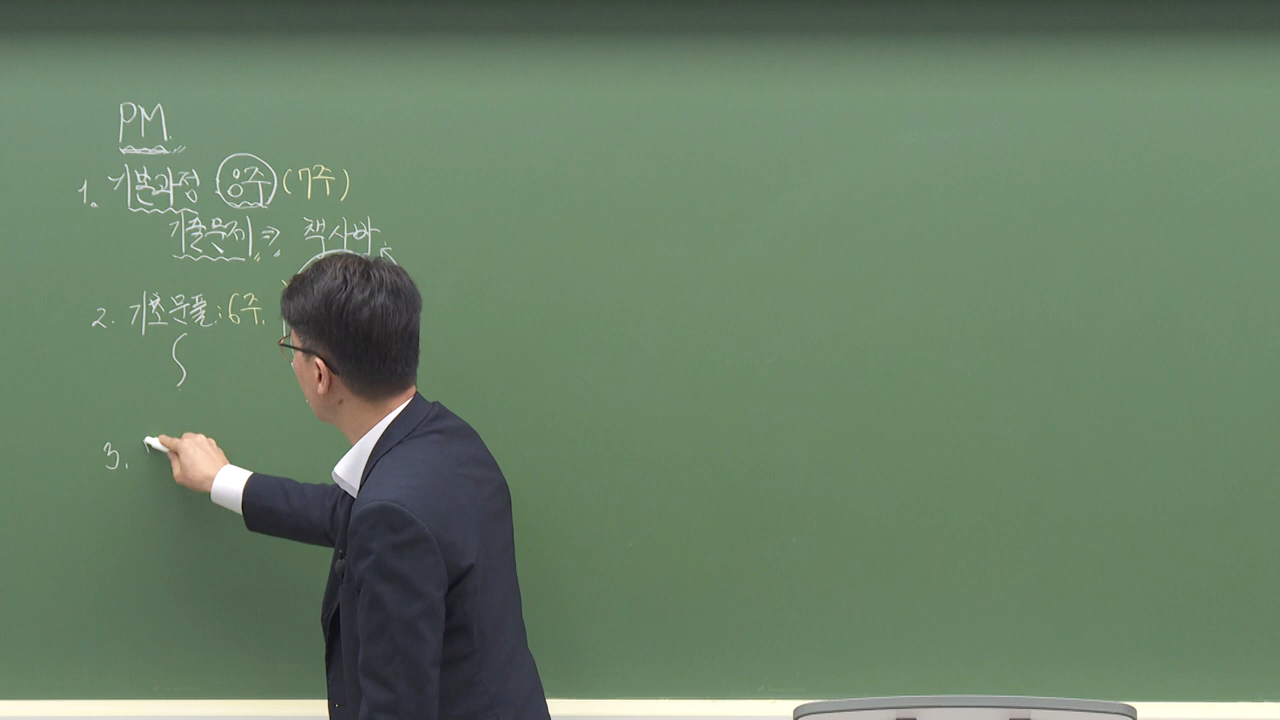 PM.
1. 기본과정 8주 (7주)
기출문제 ⇒ 책사바
2. 기초문풀 : 6주.
3.